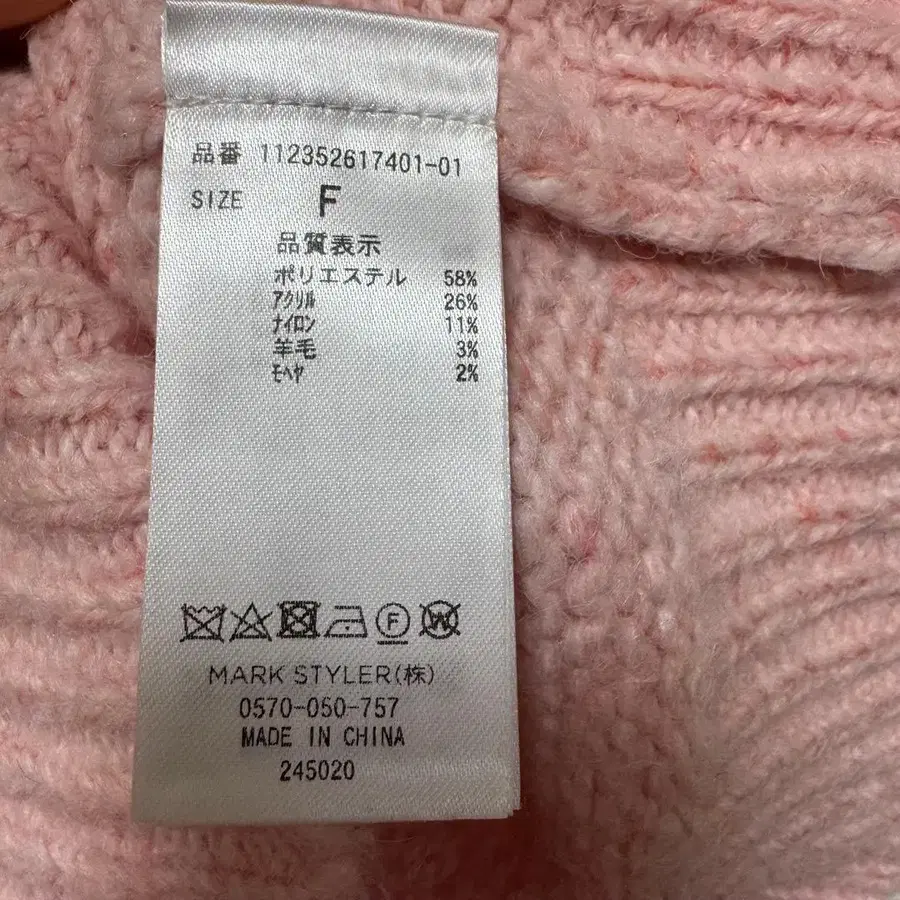 品番 112352617401-01
SIZE F
品質表示
ポリエステル 58%
アクリル 26%
ナイロン 11%
羊毛 3%
モヘヤ 2%
F W
MARK STYLER(株)
0570-050-757
MADE IN CHINA
245020